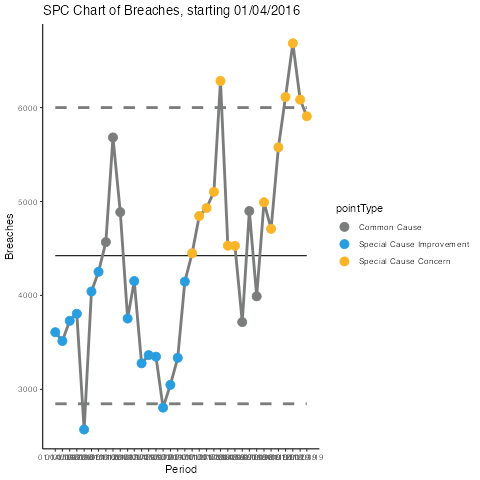 SPC Chart of Breaches, starting 01/04/2016
Breaches
6000
5000
4000
3000
Period
pointType
Common Cause
Special Cause Improvement
Special Cause Concern